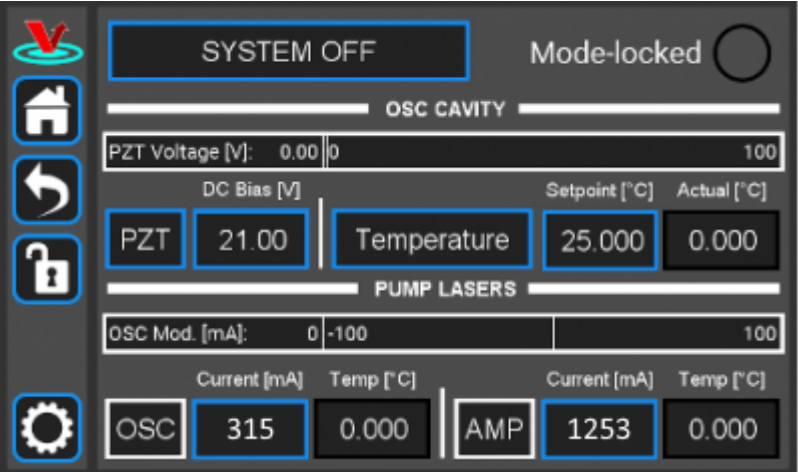 SYSTEM OFF Mode-locked
OSC CAVITY
PZT Voltage [V]: 0.00 0 100
DC Bias [V] Setpoint [°C] Actual [°C]
PZT 21.00 Temperature 25.000 0.000
PUMP LASERS
OSC Mod. [mA]: 0 -100 100
Current [mA] Temp [°C] Current [mA] Temp [°C]
OSC 315 0.000 AMP 1253 0.000